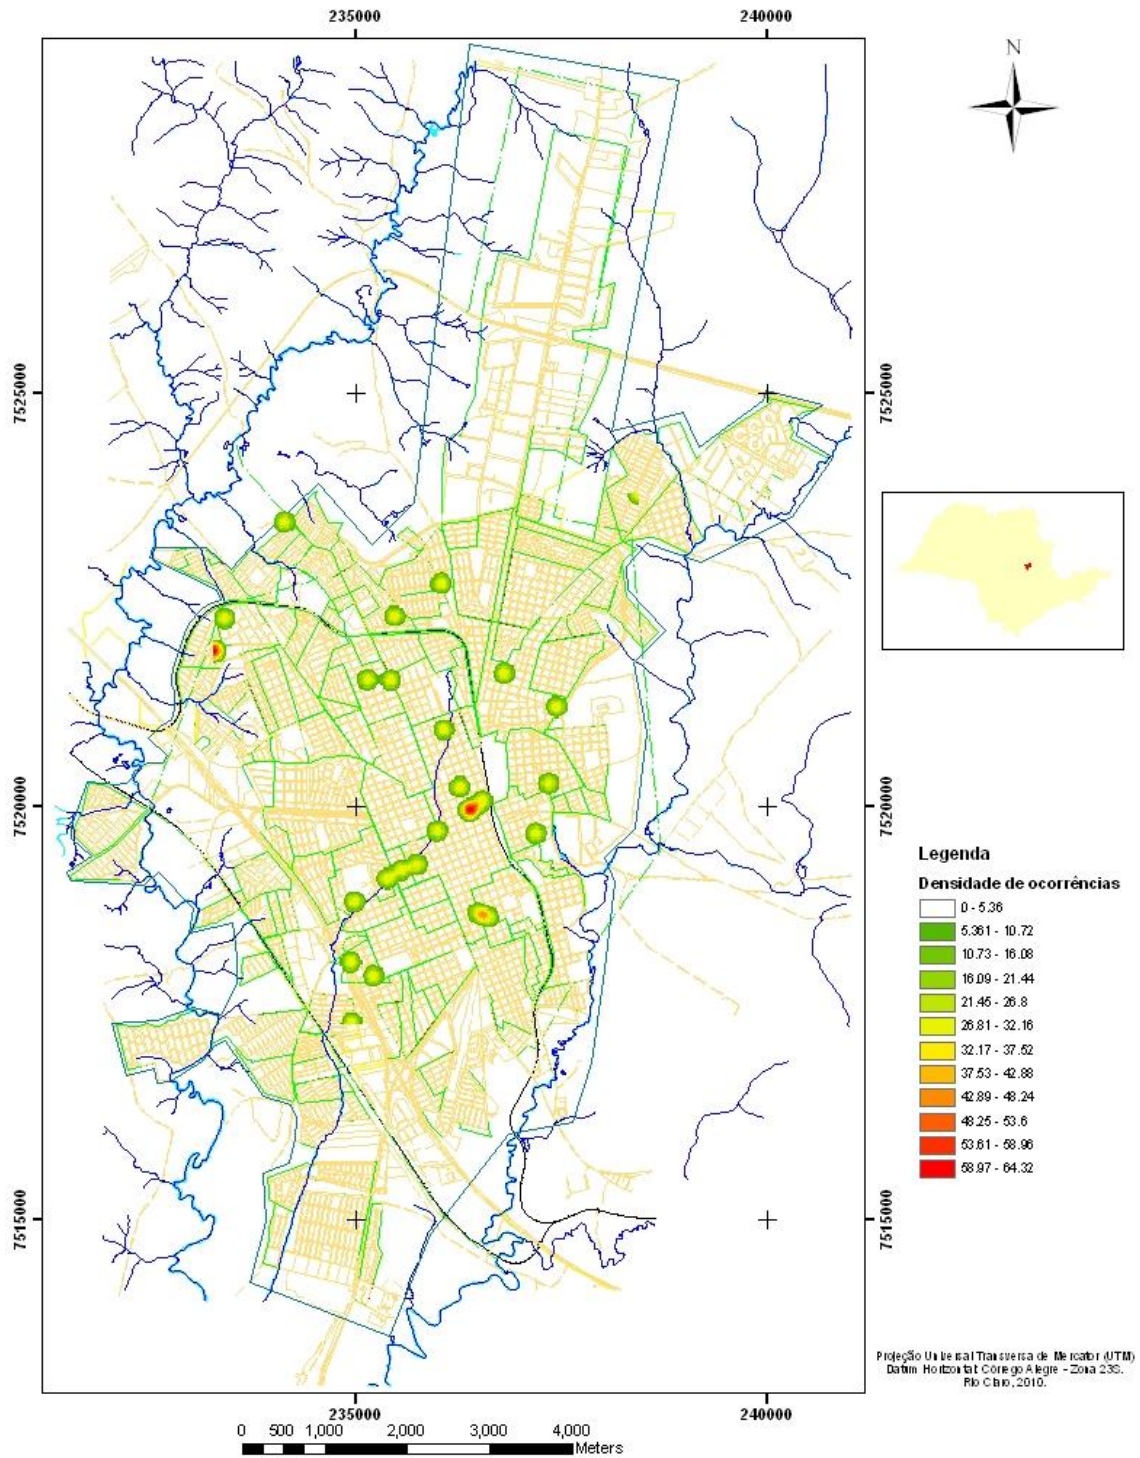 235000 240000
N
7525000 7525000
7520000 7520000
Legenda
Densidade de ocorrências
0 - 5.36
5.361 - 10.72
10.73 - 16.08
16.09 - 21.44
21.45 - 26.8
26.81 - 32.16
32.17 - 37.52
37.53 - 42.88
42.89 - 48.24
48.25 - 53.6
53.61 - 58.96
58.97 - 64.32
7515000 7515000
Projeção Universal Transversa de Mercator (UTM)
Datum Horizontal: Córrego Alegre - Zona 23S.
Rio Claro, 2010.
235000 240000
0 500 1,000 2,000 3,000 4,000
Meters